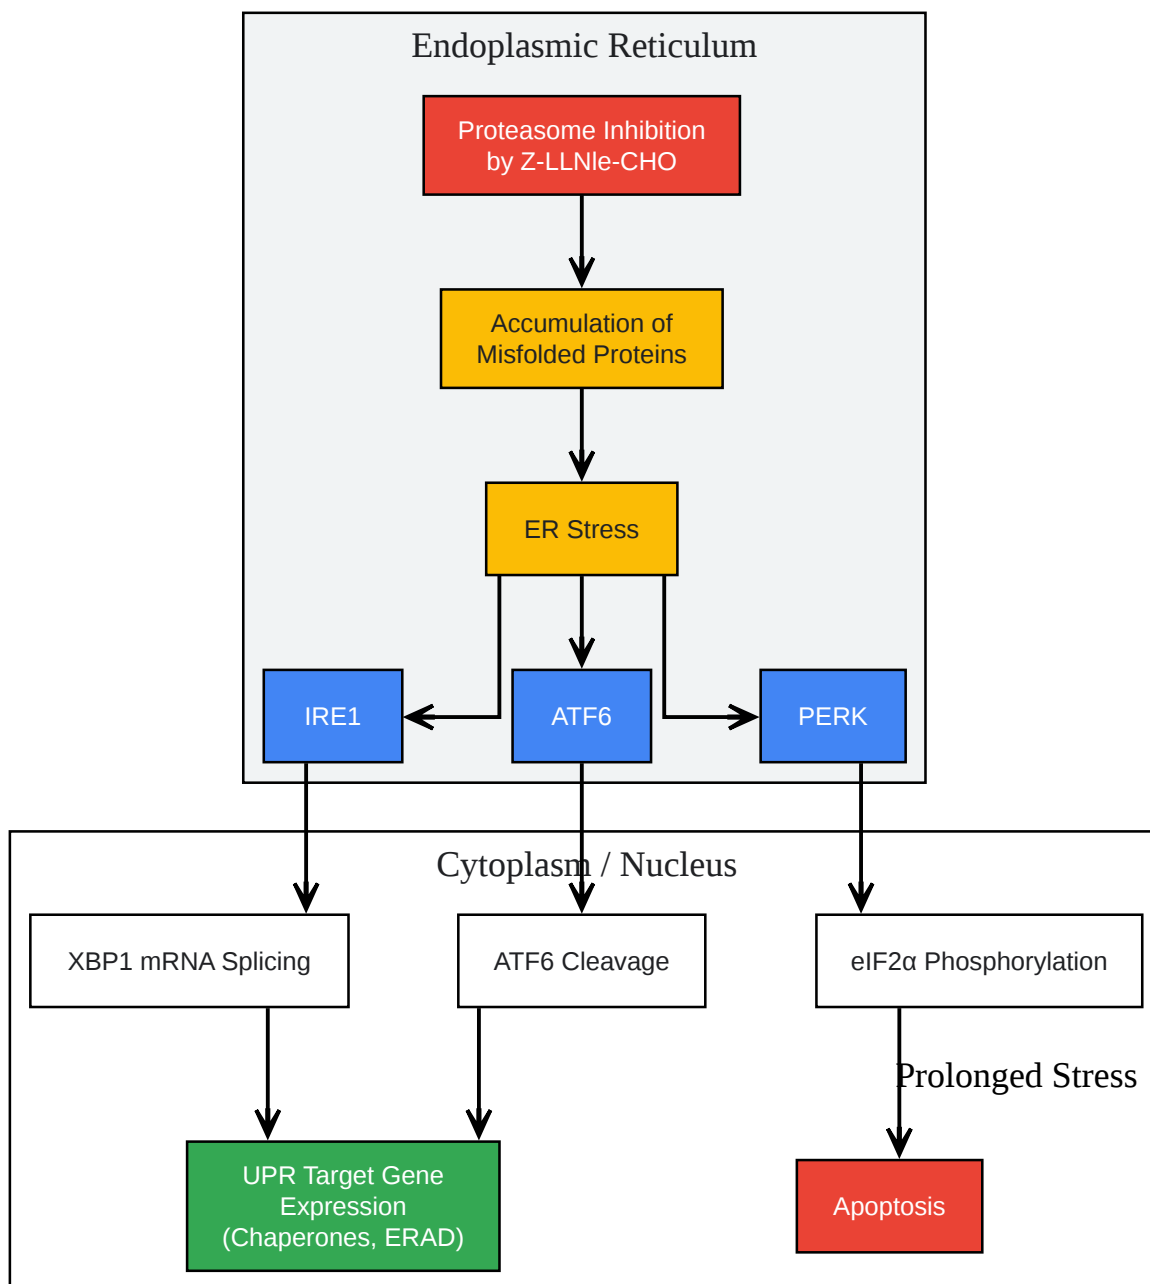 Endoplasmic Reticulum
Proteasome Inhibition
by Z-LLNle-CHO
Accumulation of
Misfolded Proteins
ER Stress
IRE1
ATF6
PERK
Cytoplasm / Nucleus
XBP1 mRNA Splicing
ATF6 Cleavage
eIF2α Phosphorylation
Prolonged Stress
UPR Target Gene
Expression
(Chaperones, ERAD)
Apoptosis